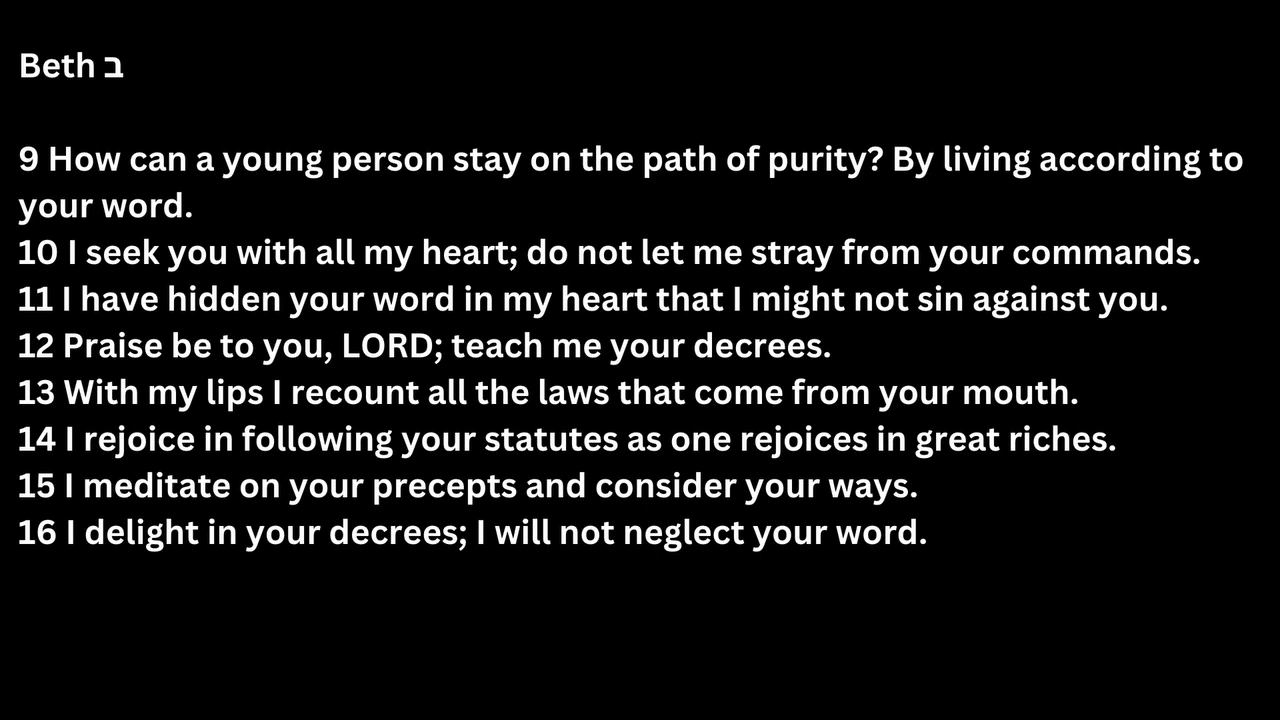 Beth ב
9 How can a young person stay on the path of purity? By living according to
your word.
10 I seek you with all my heart; do not let me stray from your commands.
11 I have hidden your word in my heart that I might not sin against you.
12 Praise be to you, LORD; teach me your decrees.
13 With my lips I recount all the laws that come from your mouth.
14 I rejoice in following your statutes as one rejoices in great riches.
15 I meditate on your precepts and consider your ways.
16 I delight in your decrees; I will not neglect your word.